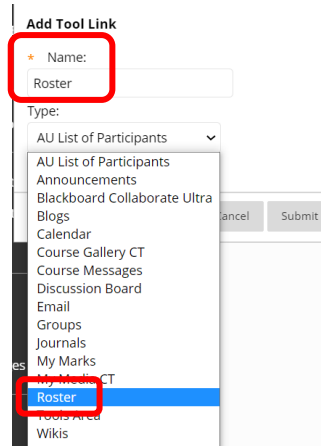 Add Tool Link
* Name:
Roster
Type:
AU List of Participants
AU List of Participants
Announcements
Blackboard Collaborate Ultra
Blogs
Cancel Submit
Calendar
Course Gallery CT
Course Messages
Discussion Board
Email
Groups
Journals
My Marks
es
My Media CT
Roster
Tools Area
Wikis